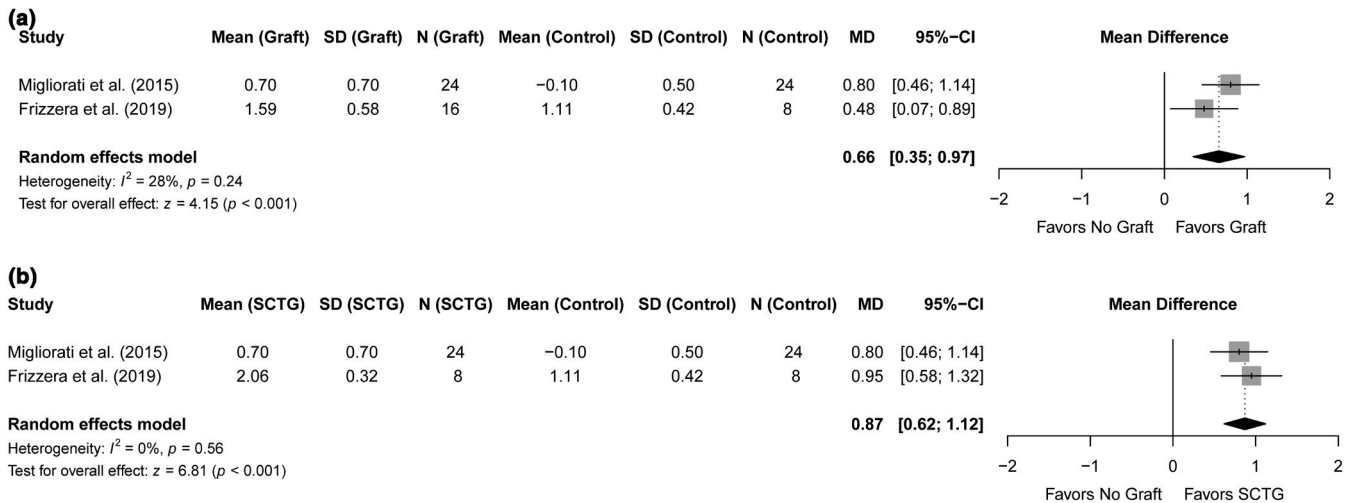 (a)
Study Mean (Graft) SD (Graft) N (Graft) Mean (Control) SD (Control) N (Control) MD 95%−CI Mean Difference
Migliorati et al. (2015) 0.70 0.70 24 −0.10 0.50 24 0.80 [0.46; 1.14]
Frizzera et al. (2019) 1.59 0.58 16 1.11 0.42 8 0.48 [0.07; 0.89]
Random effects model 0.66 [0.35; 0.97]
Heterogeneity: I² = 28%, p = 0.24
Test for overall effect: z = 4.15 (p < 0.001)
−2 −1 0 1 2
Favors No Graft Favors Graft
(b)
Study Mean (SCTG) SD (SCTG) N (SCTG) Mean (Control) SD (Control) N (Control) MD 95%−CI Mean Difference
Migliorati et al. (2015) 0.70 0.70 24 −0.10 0.50 24 0.80 [0.46; 1.14]
Frizzera et al. (2019) 2.06 0.32 8 1.11 0.42 8 0.95 [0.58; 1.32]
Random effects model 0.87 [0.62; 1.12]
Heterogeneity: I² = 0%, p = 0.56
Test for overall effect: z = 6.81 (p < 0.001)
−2 −1 0 1 2
Favors No Graft Favors SCTG